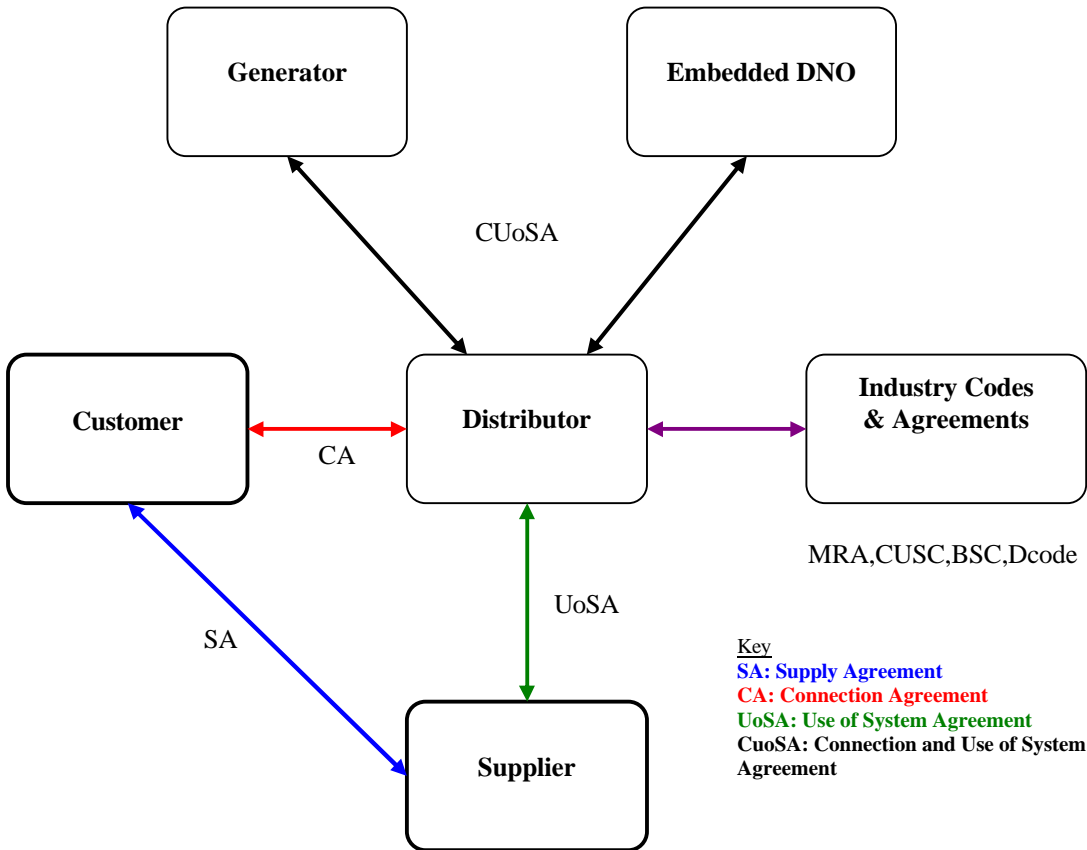 Generator
Embedded DNO
CUoSA
Customer
Distributor
Industry Codes
& Agreements
CA
MRA,CUSC,BSC,Dcode
UoSA
SA
Key
SA: Supply Agreement
CA: Connection Agreement
UoSA: Use of System Agreement
CuoSA: Connection and Use of System
Agreement
Supplier